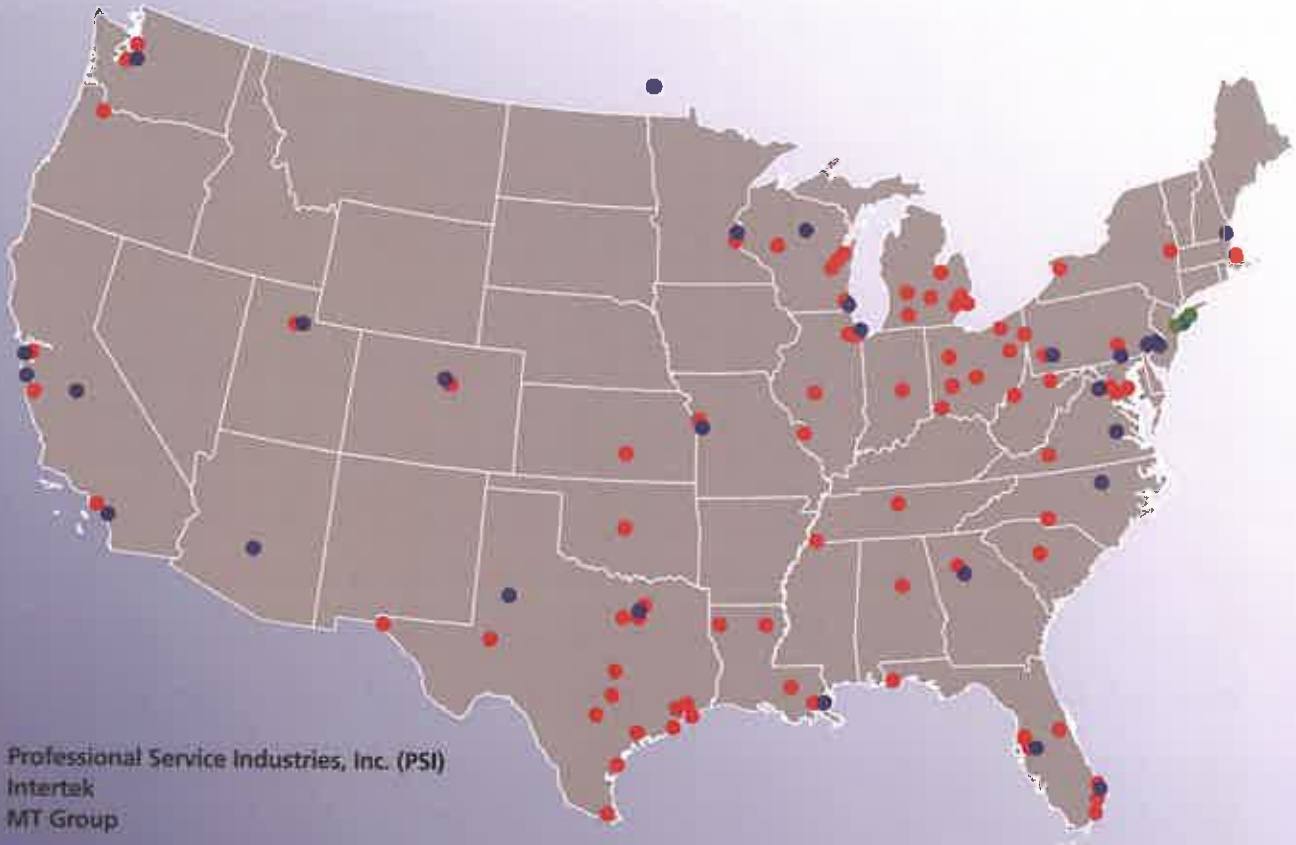 Professional Service Industries, Inc. (PSI)
Intertek
MT Group